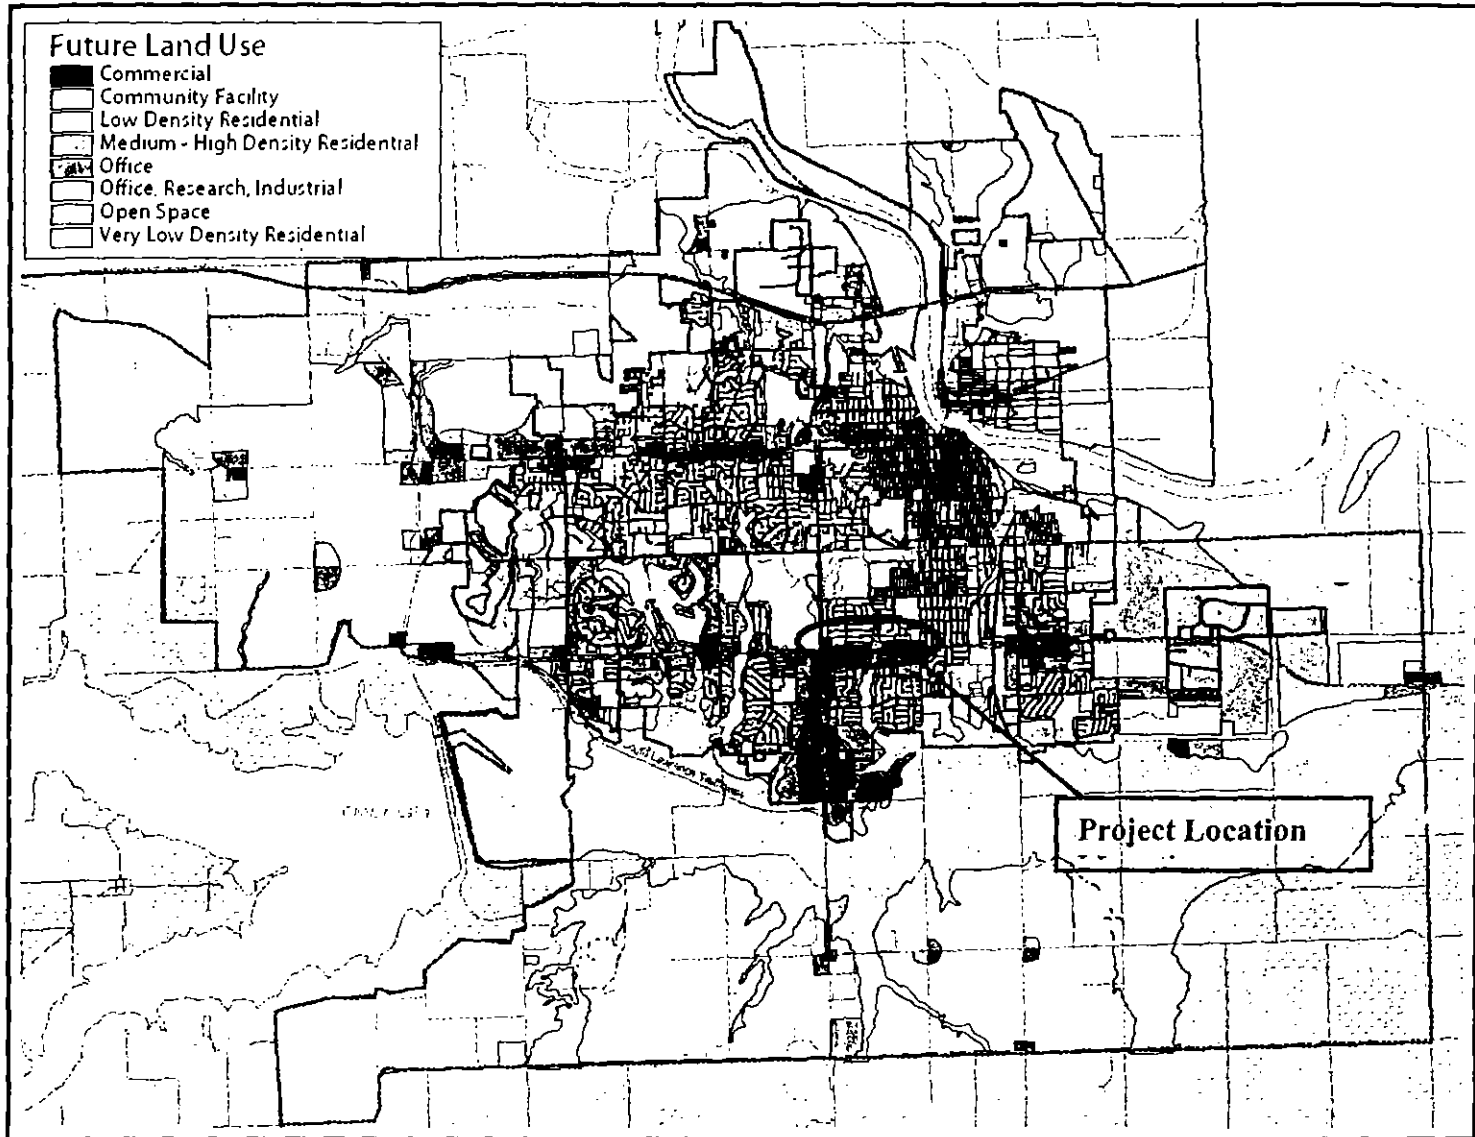 Future Land Use
Commercial
Community Facility
Low Density Residential
Medium - High Density Residential
Office
Office, Research, Industrial
Open Space
Very Low Density Residential
Project Location